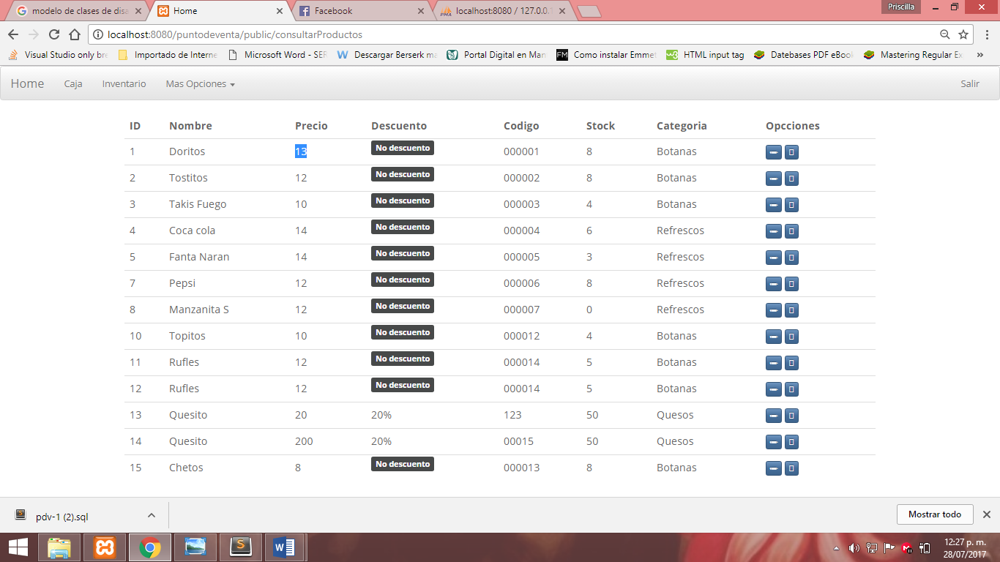 modelo de clases de disa
Home
Facebook
localhost:8080 / 127.0.0.1
Priscilla
localhost:8080/puntodeventa/public/consultarProductos
Visual Studio only bre
Importado de Interne
Microsoft Word - SEP
Descargar Berserk ma
Portal Digital en Man
Como instalar Emmet
HTML input tag
Datebases PDF eBook
Mastering Regular Ex
Home Caja Inventario Mas Opciones Salir
ID Nombre Precio Descuento Codigo Stock Categoria Opcciones
1 Doritos 13 No descuento 000001 8 Botanas
2 Tostitos 12 No descuento 000002 8 Botanas
3 Takis Fuego 10 No descuento 000003 4 Botanas
4 Coca cola 14 No descuento 000004 6 Refrescos
5 Fanta Naran 14 No descuento 000005 3 Refrescos
7 Pepsi 12 No descuento 000006 8 Refrescos
8 Manzanita S 12 No descuento 000007 0 Refrescos
10 Topitos 10 No descuento 000012 4 Botanas
11 Rufles 12 No descuento 000014 5 Botanas
12 Rufles 12 No descuento 000014 5 Botanas
13 Quesito 20 20% 123 50 Quesos
14 Quesito 200 20% 00015 50 Quesos
15 Chetos 8 No descuento 000013 8 Botanas
pdv-1 (2).sql
Mostrar todo
12:27 p. m.
28/07/2017